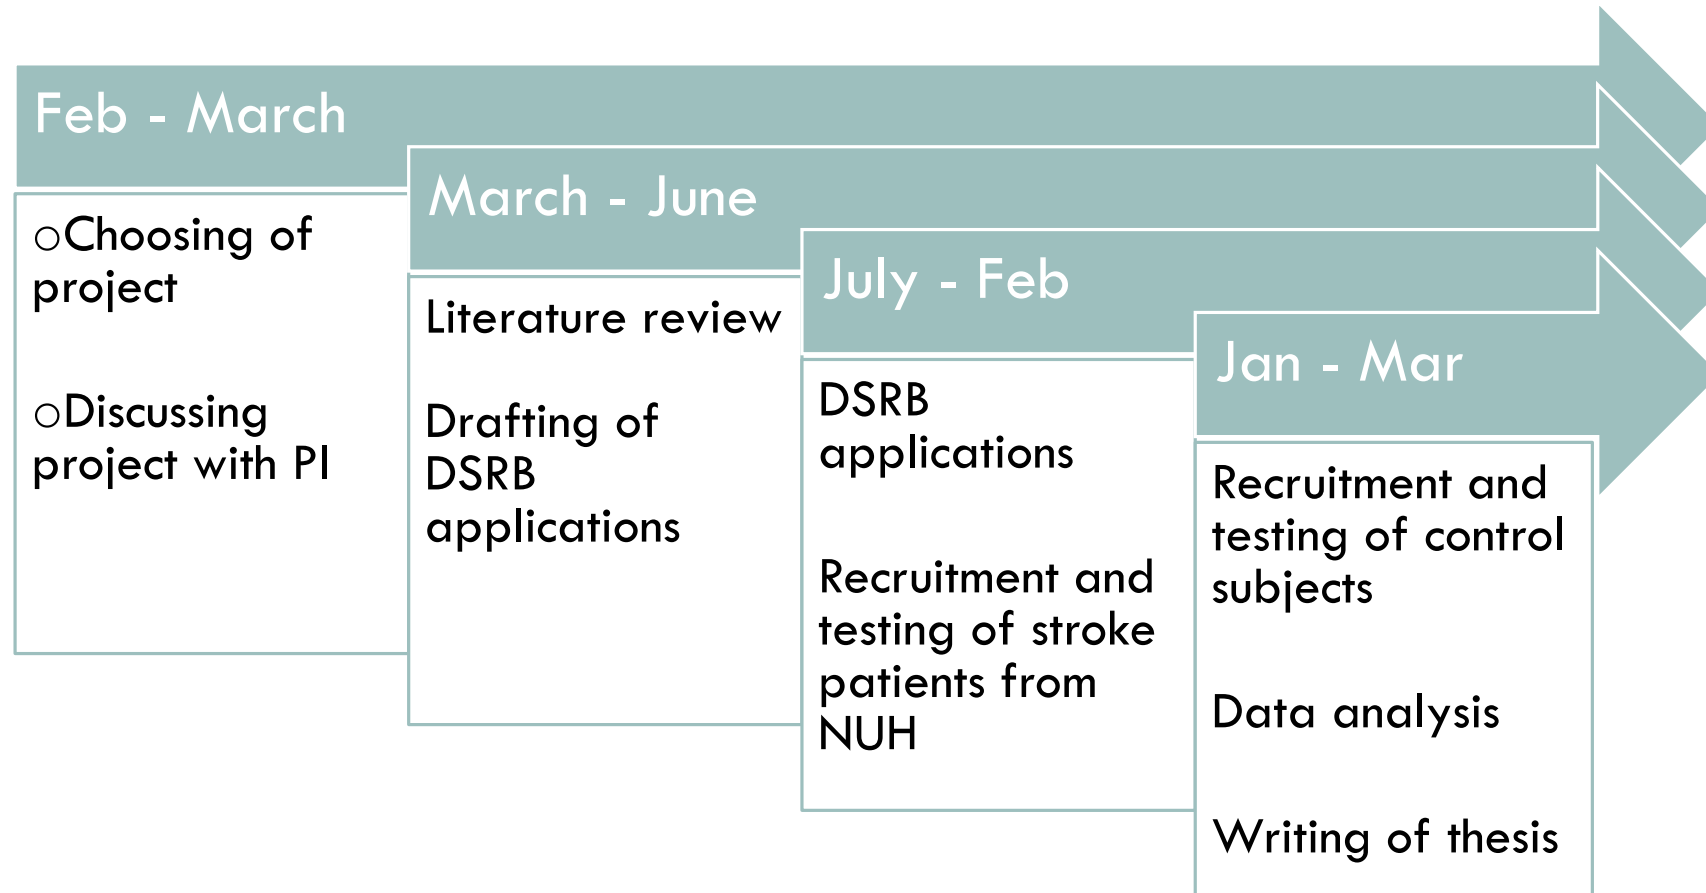 Feb - March
○Choosing of
project
○Discussing
project with PI
March - June
Literature review
Drafting of
DSRB
applications
July - Feb
DSRB
applications
Recruitment and
testing of stroke
patients from
NUH
Jan - Mar
Recruitment and
testing of control
subjects
Data analysis
Writing of thesis